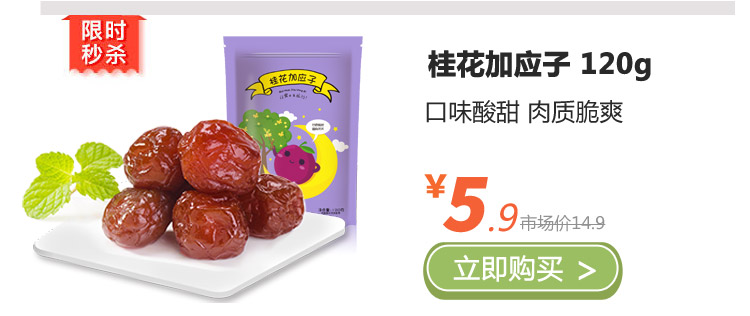 限时
秒杀
桂花加应子
桂花加应子 120g
口味酸甜 肉质脆爽
¥5.9 市场价14.9
立即购买 >